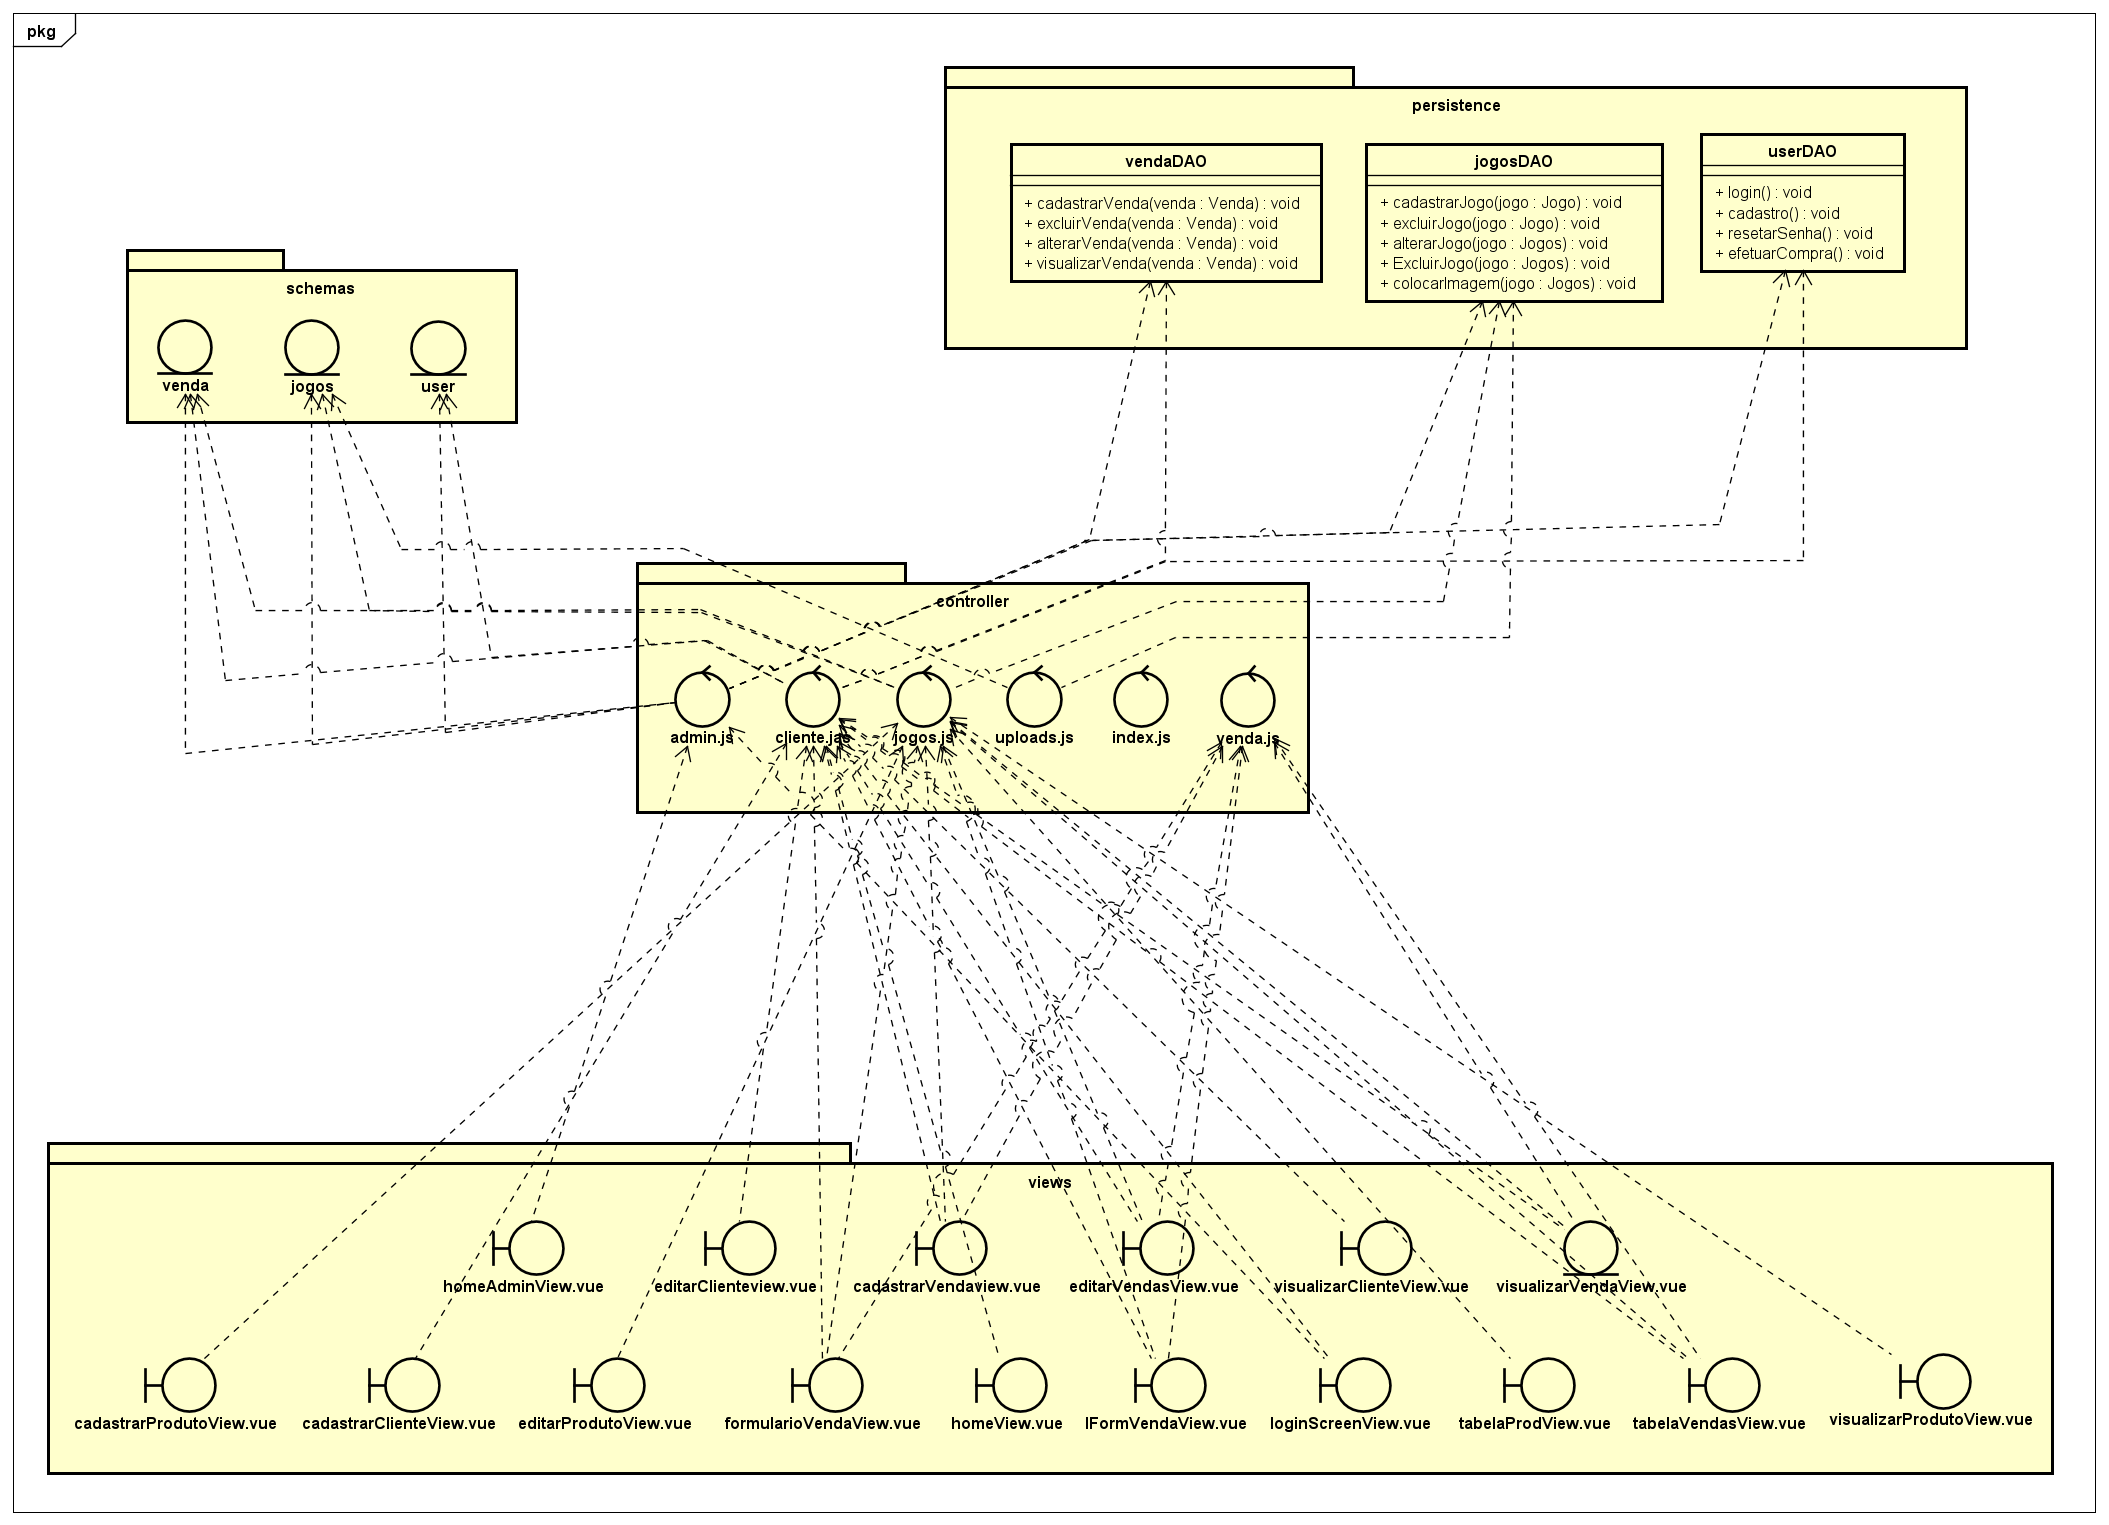 pkg
persistence
vendaDAO
+ cadastrarVenda(venda : Venda) : void
+ excluirVenda(venda : Venda) : void
+ alterarVenda(venda : Venda) : void
+ visualizarVenda(venda : Venda) : void
jogosDAO
+ cadastrarJogo(jogo : Jogo) : void
+ excluirJogo(jogo : Jogo) : void
+ alterarJogo(jogo : Jogos) : void
+ ExcluirJogo(jogo : Jogos) : void
+ colocarImagem(jogo : Jogos) : void
userDAO
+ login() : void
+ cadastro() : void
+ resetarSenha() : void
+ efetuarCompra() : void
schemas
venda
jogos
user
controller
admin.js
cliente.jas
jogos.js
uploads.js
index.js
venda.js
views
homeAdminView.vue
editarClienteview.vue
cadastrarVendaview.vue
editarVendasView.vue
visualizarClienteView.vue
visualizarVendaView.vue
cadastrarProdutoView.vue
cadastrarClienteView.vue
editarProdutoView.vue
formularioVendaView.vue
homeView.vue
lFormVendaView.vue
loginScreenView.vue
tabelaProdView.vue
tabelaVendasView.vue
visualizarProdutoView.vue